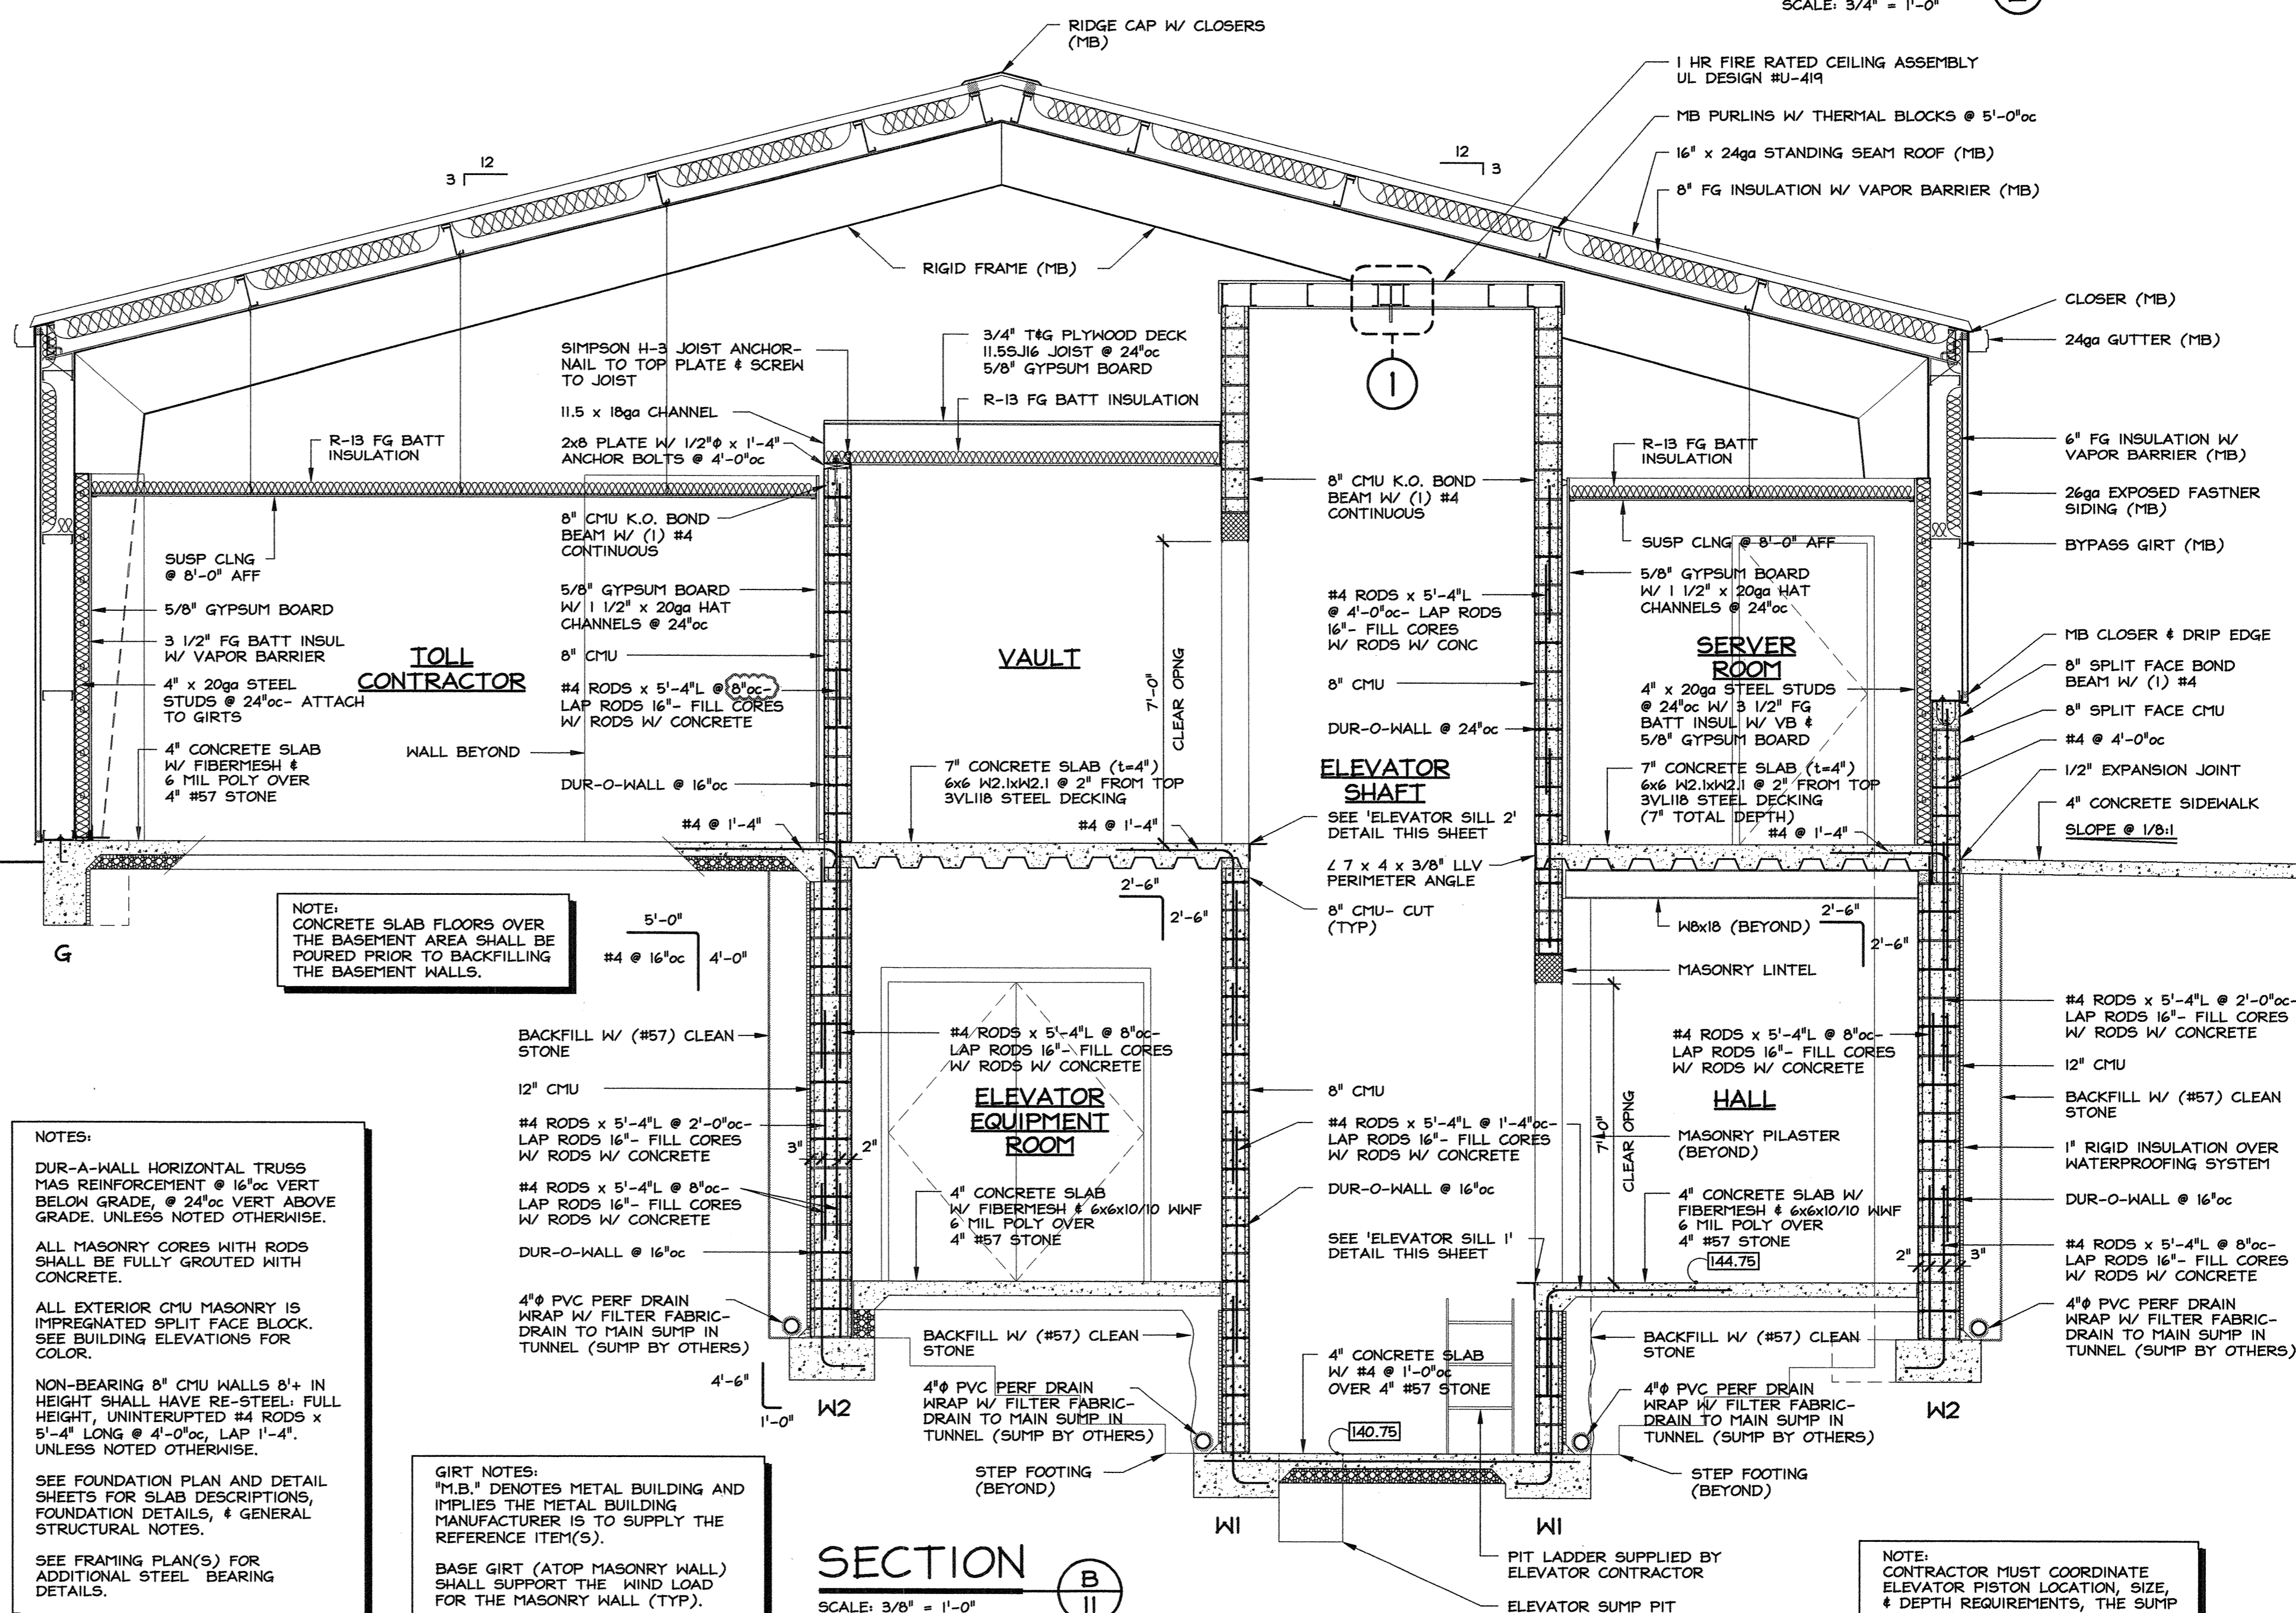 SCALE: 3/4" = 1'-0"
RIDGE CAP W/ CLOSERS
(MB)
1 HR FIRE RATED CEILING ASSEMBLY
UL DESIGN #U-419
MB PURLINS W/ THERMAL BLOCKS @ 5'-0"oc
16" x 24ga STANDING SEAM ROOF (MB)
8" FG INSULATION W/ VAPOR BARRIER (MB)
12
3
12
3
RIGID FRAME (MB)
CLOSER (MB)
24ga GUTTER (MB)
SIMPSON H-3 JOIST ANCHOR-
NAIL TO TOP PLATE & SCREW
TO JOIST
3/4" T&G PLYWOOD DECK
11.5SJ16 JOIST @ 24"oc
5/8" GYPSUM BOARD
R-13 FG BATT INSULATION
1
11.5 x 18ga CHANNEL
2x8 PLATE W/ 1/2"ϕ x 1'-4"
ANCHOR BOLTS @ 4'-0"oc
R-13 FG BATT
INSULATION
R-13 FG BATT
INSULATION
6" FG INSULATION W/
VAPOR BARRIER (MB)
26ga EXPOSED FASTNER
SIDING (MB)
BYPASS GIRT (MB)
8" CMU K.O. BOND
BEAM W/ (1) #4
CONTINUOUS
8" CMU K.O. BOND
BEAM W/ (1) #4
CONTINUOUS
SUSP CLNG
@ 8'-0" AFF
SUSP CLNG @ 8'-0" AFF
5/8" GYPSUM BOARD
3 1/2" FG BATT INSUL
W/ VAPOR BARRIER
4" x 20ga STEEL
STUDS @ 24"oc- ATTACH
TO GIRTS
TOLL
CONTRACTOR
5/8" GYPSUM BOARD
W/ 1 1/2" x 20ga HAT
CHANNELS @ 24"oc
8" CMU
#4 RODS x 5'-4"L @ 8"oc-
LAP RODS 16"- FILL CORES
W/ RODS W/ CONCRETE
VAULT
7'-0"
CLEAR OPNG
#4 RODS x 5'-4"L
@ 4'-0"oc- LAP RODS
16"- FILL CORES
W/ RODS W/ CONC
8" CMU
DUR-O-WALL @ 24"oc
ELEVATOR
SHAFT
5/8" GYPSUM BOARD
W/ 1 1/2" x 20ga HAT
CHANNELS @ 24"oc
SERVER
ROOM
4" x 20ga STEEL STUDS
@ 24"oc W/ 3 1/2" FG
BATT INSUL W/ VB &
5/8" GYPSUM BOARD
MB CLOSER & DRIP EDGE
8" SPLIT FACE BOND
BEAM W/ (1) #4
8" SPLIT FACE CMU
#4 @ 4'-0"oc
1/2" EXPANSION JOINT
4" CONCRETE SIDEWALK
SLOPE @ 1/8:1
4" CONCRETE SLAB
W/ FIBERMESH &
6 MIL POLY OVER
4" #57 STONE
WALL BEYOND
DUR-O-WALL @ 16"oc
#4 @ 1'-4"
7" CONCRETE SLAB (t=4")
6x6 W2.1xW2.1 @ 2" FROM TOP
3VLI18 STEEL DECKING
#4 @ 1'-4"
7" CONCRETE SLAB (t=4")
6x6 W2.1xW2.1 @ 2" FROM TOP
3VLI18 STEEL DECKING
(7" TOTAL DEPTH)
#4 @ 1'-4"
SEE 'ELEVATOR SILL 2'
DETAIL THIS SHEET
∠ 7 x 4 x 3/8" LLV
PERIMETER ANGLE
8" CMU- CUT
(TYP)
G
NOTE:
CONCRETE SLAB FLOORS OVER
THE BASEMENT AREA SHALL BE
POURED PRIOR TO BACKFILLING
THE BASEMENT WALLS.
5'-0"
#4 @ 16"oc
4'-0"
2'-6"
2'-6"
W8x18 (BEYOND)
2'-6"
2'-6"
MASONRY LINTEL
BACKFILL W/ (#57) CLEAN
STONE
12" CMU
#4 RODS x 5'-4"L @ 2'-0"oc-
LAP RODS 16"- FILL CORES
W/ RODS W/ CONCRETE
3"
2"
#4 RODS x 5'-4"L @ 8"oc-
LAP RODS 16"- FILL CORES
W/ RODS W/ CONCRETE
DUR-O-WALL @ 16"oc
4"ϕ PVC PERF DRAIN
WRAP W/ FILTER FABRIC-
DRAIN TO MAIN SUMP IN
TUNNEL (SUMP BY OTHERS)
4'-6"
1'-0"
W2
#4 RODS x 5'-4"L @ 8"oc-
LAP RODS 16"- FILL CORES
W/ RODS W/ CONCRETE
ELEVATOR
EQUIPMENT
ROOM
4" CONCRETE SLAB
W/ FIBERMESH & 6x6x10/10 WWF
6 MIL POLY OVER
4" #57 STONE
BACKFILL W/ (#57) CLEAN
STONE
4"ϕ PVC PERF DRAIN
WRAP W/ FILTER FABRIC-
DRAIN TO MAIN SUMP IN
TUNNEL (SUMP BY OTHERS)
STEP FOOTING
(BEYOND)
8" CMU
#4 RODS x 5'-4"L @ 1'-4"oc-
LAP RODS 16"- FILL CORES
W/ RODS W/ CONCRETE
DUR-O-WALL @ 16"oc
SEE 'ELEVATOR SILL 1'
DETAIL THIS SHEET
4" CONCRETE SLAB
W/ #4 @ 1'-0"oc
OVER 4" #57 STONE
140.75
W1
W1
PIT LADDER SUPPLIED BY
ELEVATOR CONTRACTOR
ELEVATOR SUMP PIT
#4 RODS x 5'-4"L @ 8"oc-
LAP RODS 16"- FILL CORES
W/ RODS W/ CONCRETE
HALL
7'-0"
CLEAR OPNG
MASONRY PILASTER
(BEYOND)
4" CONCRETE SLAB W/
FIBERMESH & 6x6x10/10 WWF
6 MIL POLY OVER
4" #57 STONE
144.75
2"
3"
BACKFILL W/ (#57) CLEAN
STONE
4"ϕ PVC PERF DRAIN
WRAP W/ FILTER FABRIC-
DRAIN TO MAIN SUMP IN
TUNNEL (SUMP BY OTHERS)
STEP FOOTING
(BEYOND)
W2
#4 RODS x 5'-4"L @ 2'-0"oc-
LAP RODS 16"- FILL CORES
W/ RODS W/ CONCRETE
12" CMU
BACKFILL W/ (#57) CLEAN
STONE
1" RIGID INSULATION OVER
WATERPROOFING SYSTEM
DUR-O-WALL @ 16"oc
#4 RODS x 5'-4"L @ 8"oc-
LAP RODS 16"- FILL CORES
W/ RODS W/ CONCRETE
4"ϕ PVC PERF DRAIN
WRAP W/ FILTER FABRIC-
DRAIN TO MAIN SUMP IN
TUNNEL (SUMP BY OTHERS)
NOTES:
DUR-A-WALL HORIZONTAL TRUSS
MAS REINFORCEMENT @ 16"oc VERT
BELOW GRADE, @ 24"oc VERT ABOVE
GRADE. UNLESS NOTED OTHERWISE.
ALL MASONRY CORES WITH RODS
SHALL BE FULLY GROUTED WITH
CONCRETE.
ALL EXTERIOR CMU MASONRY IS
IMPREGNATED SPLIT FACE BLOCK.
SEE BUILDING ELEVATIONS FOR
COLOR.
NON-BEARING 8" CMU WALLS 8'+ IN
HEIGHT SHALL HAVE RE-STEEL: FULL
HEIGHT, UNINTERUPTED #4 RODS x
5'-4" LONG @ 4'-0"oc, LAP 1'-4".
UNLESS NOTED OTHERWISE.
SEE FOUNDATION PLAN AND DETAIL
SHEETS FOR SLAB DESCRIPTIONS,
FOUNDATION DETAILS, & GENERAL
STRUCTURAL NOTES.
SEE FRAMING PLAN(S) FOR
ADDITIONAL STEEL BEARING
DETAILS.
GIRT NOTES:
"M.B." DENOTES METAL BUILDING AND
IMPLIES THE METAL BUILDING
MANUFACTURER IS TO SUPPLY THE
REFERENCE ITEM(S).
BASE GIRT (ATOP MASONRY WALL)
SHALL SUPPORT THE WIND LOAD
FOR THE MASONRY WALL (TYP).
SECTION
B
11
SCALE: 3/8" = 1'-0"
NOTE:
CONTRACTOR MUST COORDINATE
ELEVATOR PISTON LOCATION, SIZE,
& DEPTH REQUIREMENTS, THE SUMP